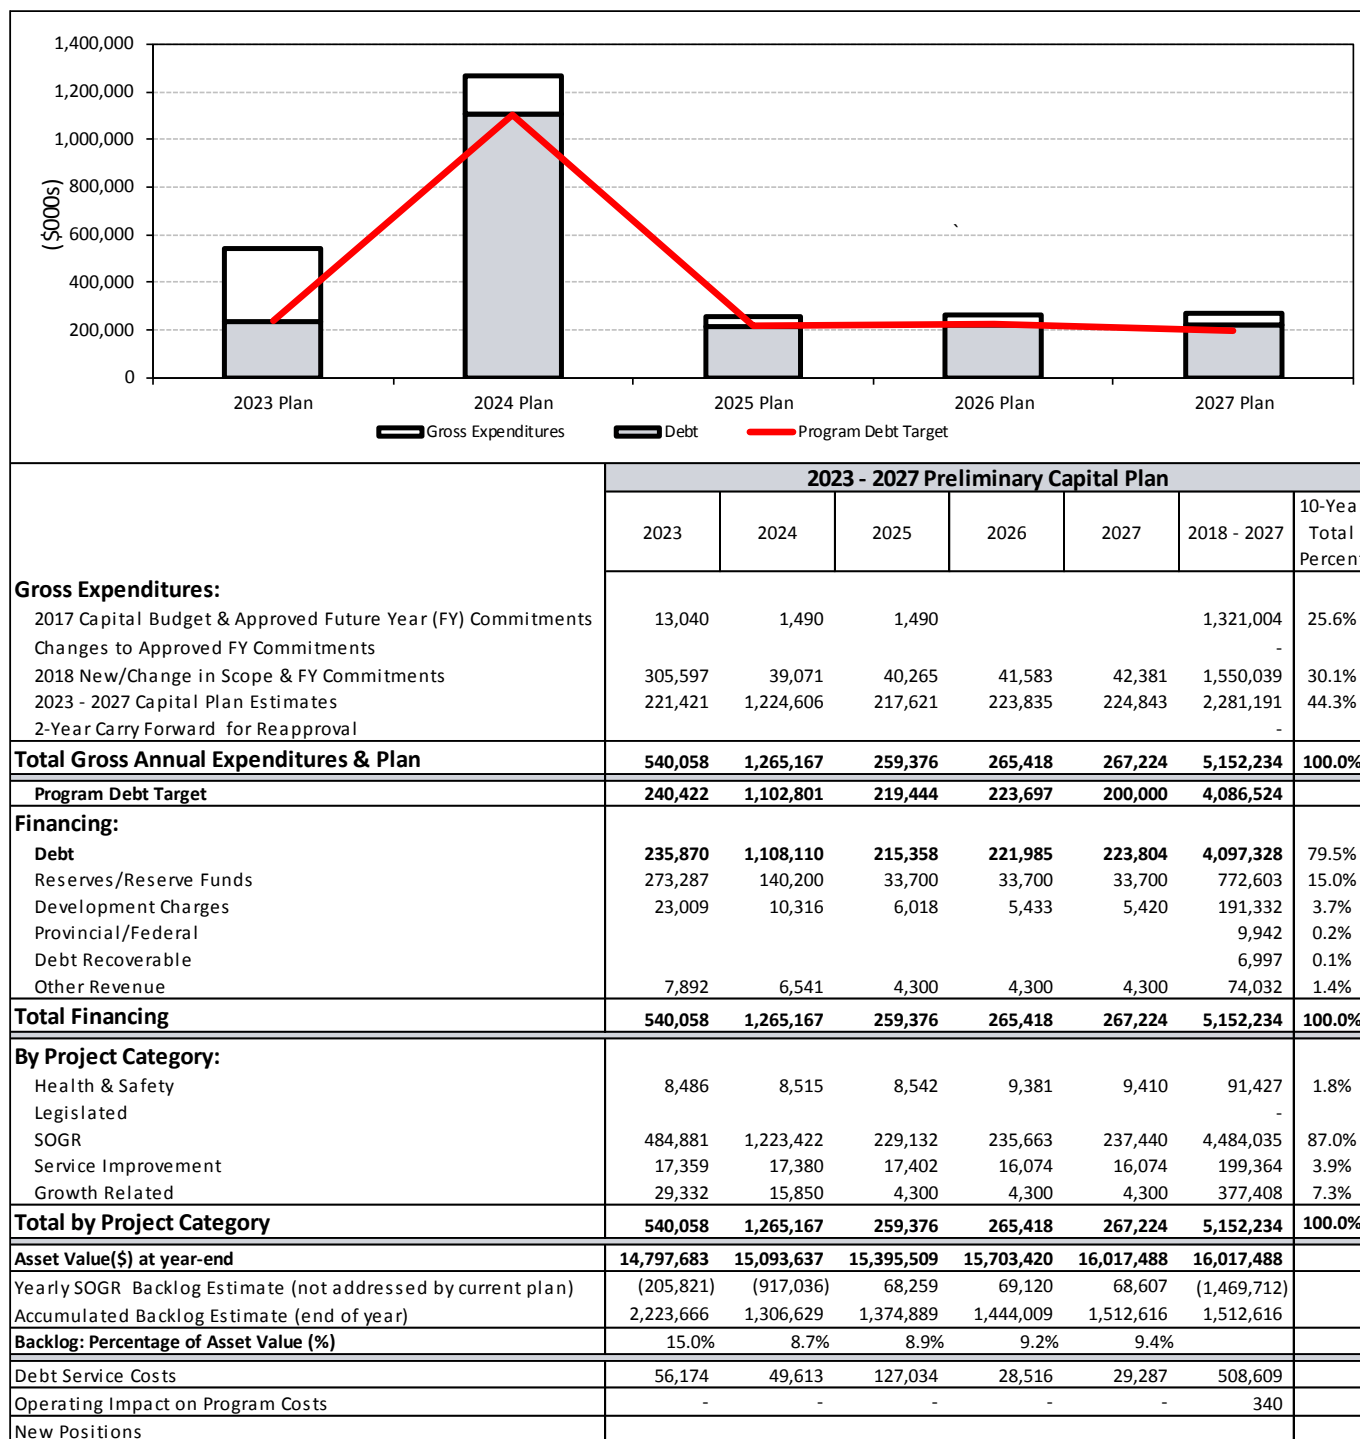 1,400,000
1,200,000
1,000,000
800,000
600,000
400,000
200,000
0
($000s)
`
2023 Plan 2024 Plan 2025 Plan 2026 Plan 2027 Plan
Gross Expenditures Debt Program Debt Target
2023 - 2027 Preliminary Capital Plan
2023 2024 2025 2026 2027 2018 - 2027 10-Yea Total Percent
Gross Expenditures:
2017 Capital Budget & Approved Future Year (FY) Commitments 13,040 1,490 1,490 1,321,004 25.6%
Changes to Approved FY Commitments -
2018 New/Change in Scope & FY Commitments 305,597 39,071 40,265 41,583 42,381 1,550,039 30.1%
2023 - 2027 Capital Plan Estimates 221,421 1,224,606 217,621 223,835 224,843 2,281,191 44.3%
2-Year Carry Forward for Reapproval -
Total Gross Annual Expenditures & Plan 540,058 1,265,167 259,376 265,418 267,224 5,152,234 100.0%
Program Debt Target 240,422 1,102,801 219,444 223,697 200,000 4,086,524
Financing:
Debt 235,870 1,108,110 215,358 221,985 223,804 4,097,328 79.5%
Reserves/Reserve Funds 273,287 140,200 33,700 33,700 33,700 772,603 15.0%
Development Charges 23,009 10,316 6,018 5,433 5,420 191,332 3.7%
Provincial/Federal 9,942 0.2%
Debt Recoverable 6,997 0.1%
Other Revenue 7,892 6,541 4,300 4,300 4,300 74,032 1.4%
Total Financing 540,058 1,265,167 259,376 265,418 267,224 5,152,234 100.0%
By Project Category:
Health & Safety 8,486 8,515 8,542 9,381 9,410 91,427 1.8%
Legislated -
SOGR 484,881 1,223,422 229,132 235,663 237,440 4,484,035 87.0%
Service Improvement 17,359 17,380 17,402 16,074 16,074 199,364 3.9%
Growth Related 29,332 15,850 4,300 4,300 4,300 377,408 7.3%
Total by Project Category 540,058 1,265,167 259,376 265,418 267,224 5,152,234 100.0%
Asset Value($) at year-end 14,797,683 15,093,637 15,395,509 15,703,420 16,017,488 16,017,488
Yearly SOGR Backlog Estimate (not addressed by current plan) (205,821) (917,036) 68,259 69,120 68,607 (1,469,712)
Accumulated Backlog Estimate (end of year) 2,223,666 1,306,629 1,374,889 1,444,009 1,512,616 1,512,616
Backlog: Percentage of Asset Value (%) 15.0% 8.7% 8.9% 9.2% 9.4%
Debt Service Costs 56,174 49,613 127,034 28,516 29,287 508,609
Operating Impact on Program Costs - - - - - 340
New Positions